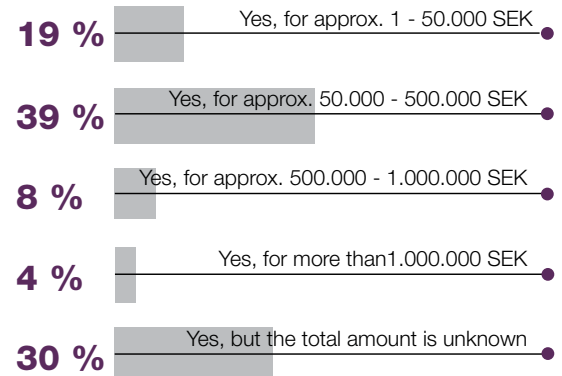 19 % Yes, for approx. 1 - 50.000 SEK
39 % Yes, for approx. 50.000 - 500.000 SEK
8 % Yes, for approx. 500.000 - 1.000.000 SEK
4 % Yes, for more than1.000.000 SEK
30 % Yes, but the total amount is unknown